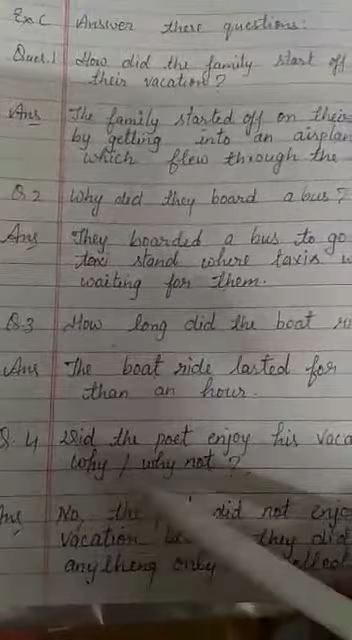 Ex.C Answer these questions:
Ques.1 How did the family start off
their vacation?
Ans The family started off on their
by getting into an airplan
which flew through the
Q.2 Why did they board a bus?
Ans They boarded a bus to go
taxi stand where taxis w
waiting for them.
Q.3 How long did the boat ri
Ans The boat ride lasted for
than an hour.
Q.4 Did the poet enjoy his vaca
Why / why not ?
Ans No, the did not enjo
vacation they did
anything only